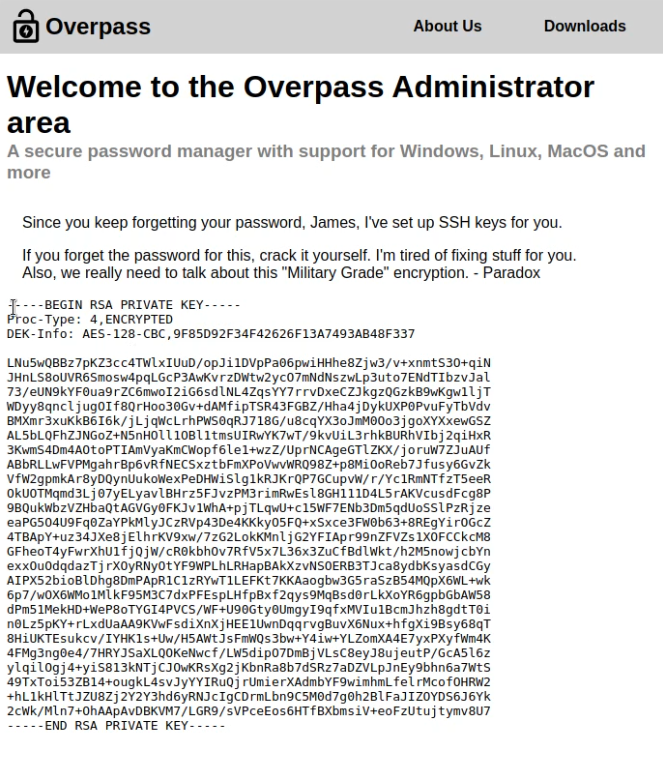 Overpass
About Us
Downloads
Welcome to the Overpass Administrator
area
A secure password manager with support for Windows, Linux, MacOS and
more
Since you keep forgetting your password, James, I've set up SSH keys for you.
If you forget the password for this, crack it yourself. I'm tired of fixing stuff for you.
Also, we really need to talk about this "Military Grade" encryption. - Paradox
-----BEGIN RSA PRIVATE KEY-----
Proc-Type: 4,ENCRYPTED
DEK-Info: AES-128-CBC,9F85D92F34F42626F13A7493AB48F337
LNu5wQBBz7pKZ3cc4TWlxIUuD/opJi1DVpPa06pwiHHhe8Zjw3/v+xnmtS3O+qiN
JHnLS8oUVR6Smosw4pqLGcP3AwKvrzDWtw2ycO7mNdNszwLp3uto7ENdTIbzvJal
73/eUN9kYF0ua9rZC6mwoI2iG6sdlNL4ZqsYY7rrvDxeCZJkgzQGzkB9wKgw1ljT
WDyy8qncljugOIf8QrHoo30Gv+dAMfipTSR43FGBZ/Hha4jDykUXP0PvuFyTbVdv
BMXmr3xuKkB6I6k/jLjqWcLrhPWS0qRJ718G/u8cqYX3oJmM0Oo3jgoXYXxewGSZ
AL5bLQFhZJNGoZ+N5nHOll1OBl1tmsUIRwYK7wT/9kvUiL3rhkBURhVIbj2qiHxR
3KwmS4Dm4AOtoPTIAmVyaKmCWopf6le1+wzZ/UprNCAgeGTlZKX/joruW7ZJuAUf
ABbRLLwFVPMgahrBp6vRfNECSxztbFmXPoVwvWRQ98Z+p8MiOoReb7Jfusy6GvZk
VfW2gpmkAr8yDQynUukoWexPeDHWiSlg1kRJKrQP7GCupvW/r/Yc1RmNTfzT5eeR
OkUOTMqmd3Lj07yELyavlBHrz5FJvzPM3rimRwEsl8GH111D4L5rAKVcusdFcg8P
9BQukWbzVZHbaQtAGVGy0FKJv1WhA+pjTLqwU+c15WF7ENb3Dm5qdUoSSlPzRjze
eaPG5O4U9Fq0ZaYPkMlyJCzRVp43De4KKkyO5FQ+xSxce3FW0b63+8REgYirOGcZ
4TBApY+uz34JXe8jElhrKV9xw/7zG2LokKMnljG2YFIApr99nZFVZs1XOFCCkcM8
GFheoT4yFwrXhU1fjQjW/cR0kbhOv7RfV5x7L36x3ZuCfBdlWkt/h2M5nowjcbYn
exxOuOdqdazTjrXOyRNyOtYF9WPLhLRHapBAkXzvNSOERB3TJca8ydbKsyasdCGy
AIPX52bioBlDhg8DmPApR1C1zRYwT1LEFKt7KKAaogbw3G5raSzB54MQpX6WL+wk
6p7/wOX6WMo1MlkF95M3C7dxPFEspLHfpBxf2qys9MqBsd0rLkXoYR6gpbGbAW58
dPm51MekHD+WeP8oTYGI4PVCS/WF+U90Gty0UmgyI9qfxMVIu1BcmJhzh8gdtT0i
n0Lz5pKY+rLxdUaAA9KVwFsdiXnXjHEE1UwnDqqrvgBuvX6Nux+hfgXi9Bsy68qT
8HiUKTEsukcv/IYHK1s+Uw/H5AWtJsFmWQs3bw+Y4iw+YLZomXA4E7yxPXyfWm4K
4FMg3ng0e4/7HRYJSaXLQOKeNwcf/LW5dipO7DmBjVLsC8eyJ8ujeutP/GcA5l6z
ylqilOgj4+yiS813kNTjCJOwKRsXg2jKbnRa8b7dSRz7aDZVLpJnEy9bhn6a7WtS
49TxToi53ZB14+ougkL4svJyYYIRuQjrUmierXAdmbYF9wimhmLfelrMcofOHRW2
+hL1kHlTtJZU8Zj2Y2Y3hd6yRNJcIgCDrmLbn9C5M0d7g0h2BlFaJIZOYDS6J6Yk
2cWk/Mln7+OhAApAvDBKVM7/LGR9/sVPceEos6HTfBXbmsiV+eoFzUtujtymv8U7
-----END RSA PRIVATE KEY-----